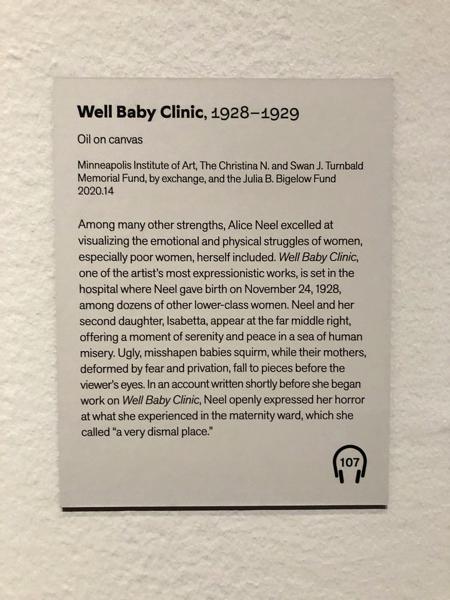 Well Baby Clinic, 1928–1929
Oil on canvas
Minneapolis Institute of Art, The Christina N. and Swan J. Turnbald
Memorial Fund, by exchange, and the Julia B. Bigelow Fund
2020.14
Among many other strengths, Alice Neel excelled at
visualizing the emotional and physical struggles of women,
especially poor women, herself included. Well Baby Clinic,
one of the artist's most expressionistic works, is set in the
hospital where Neel gave birth on November 24, 1928,
among dozens of other lower-class women. Neel and her
second daughter, Isabetta, appear at the far middle right,
offering a moment of serenity and peace in a sea of human
misery. Ugly, misshapen babies squirm, while their mothers,
deformed by fear and privation, fall to pieces before the
viewer's eyes. In an account written shortly before she began
work on Well Baby Clinic, Neel openly expressed her horror
at what she experienced in the maternity ward, which she
called "a very dismal place."
107